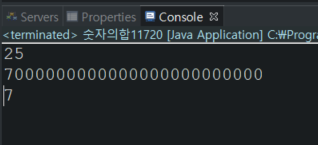 Servers Properties Console
<terminated> 숫자의합11720 [Java Application] C:₩Progra
25
7000000000000000000000000
7